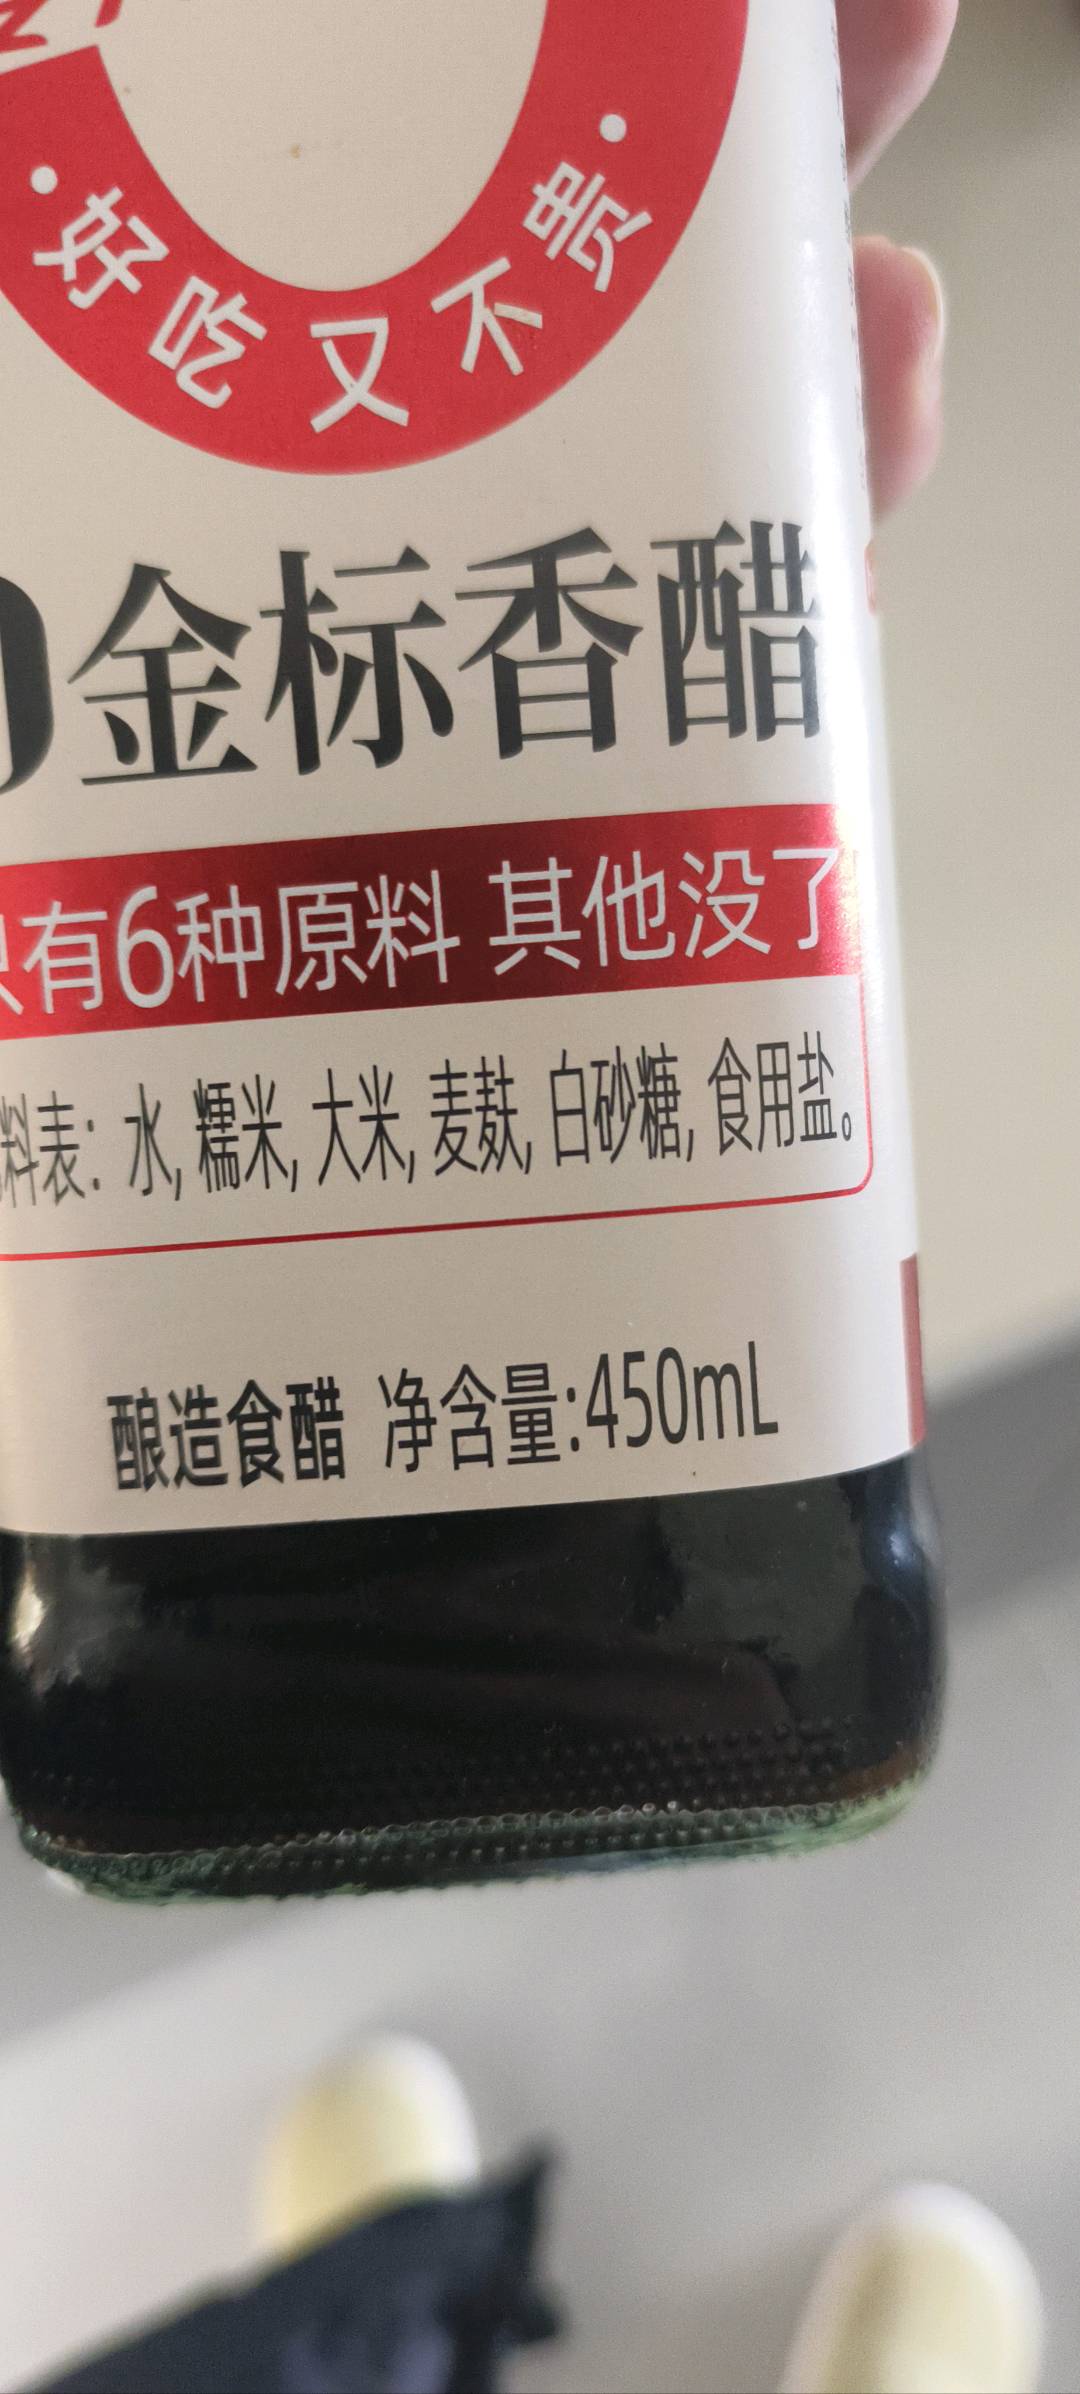 好吃又不贵
0金标香醋
只有6种原料 其他没了
料表：水，糯米，大米，麦麸，白砂糖，食用盐。
酿造食醋 净含量：450mL